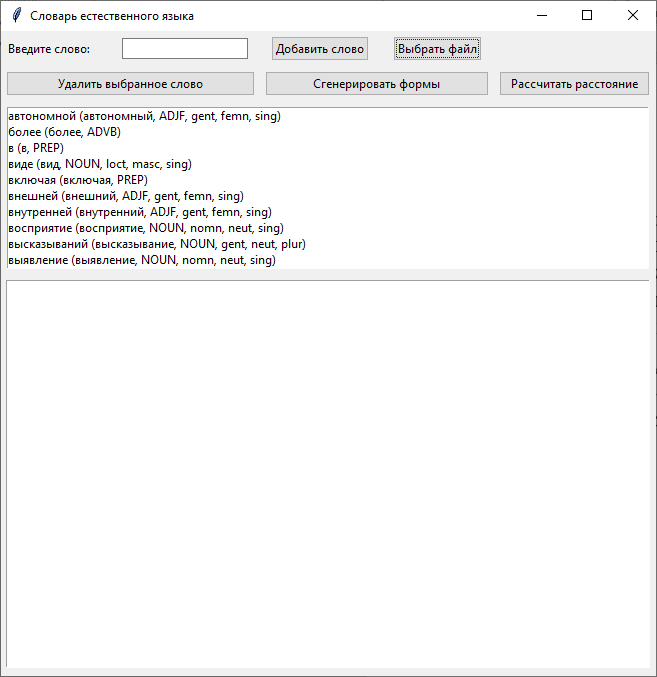 Словарь естественного языка
Введите слово: Добавить слово Выбрать файл
Удалить выбранное слово Сгенерировать формы Рассчитать расстояние
автономной (автономный, ADJF, gent, femn, sing)
более (более, ADVB)
в (в, PREP)
виде (вид, NOUN, loct, masc, sing)
включая (включая, PREP)
внешней (внешний, ADJF, gent, femn, sing)
внутренней (внутренний, ADJF, gent, femn, sing)
восприятие (восприятие, NOUN, nomn, neut, sing)
высказываний (высказывание, NOUN, gent, neut, plur)
выявление (выявление, NOUN, nomn, neut, sing)